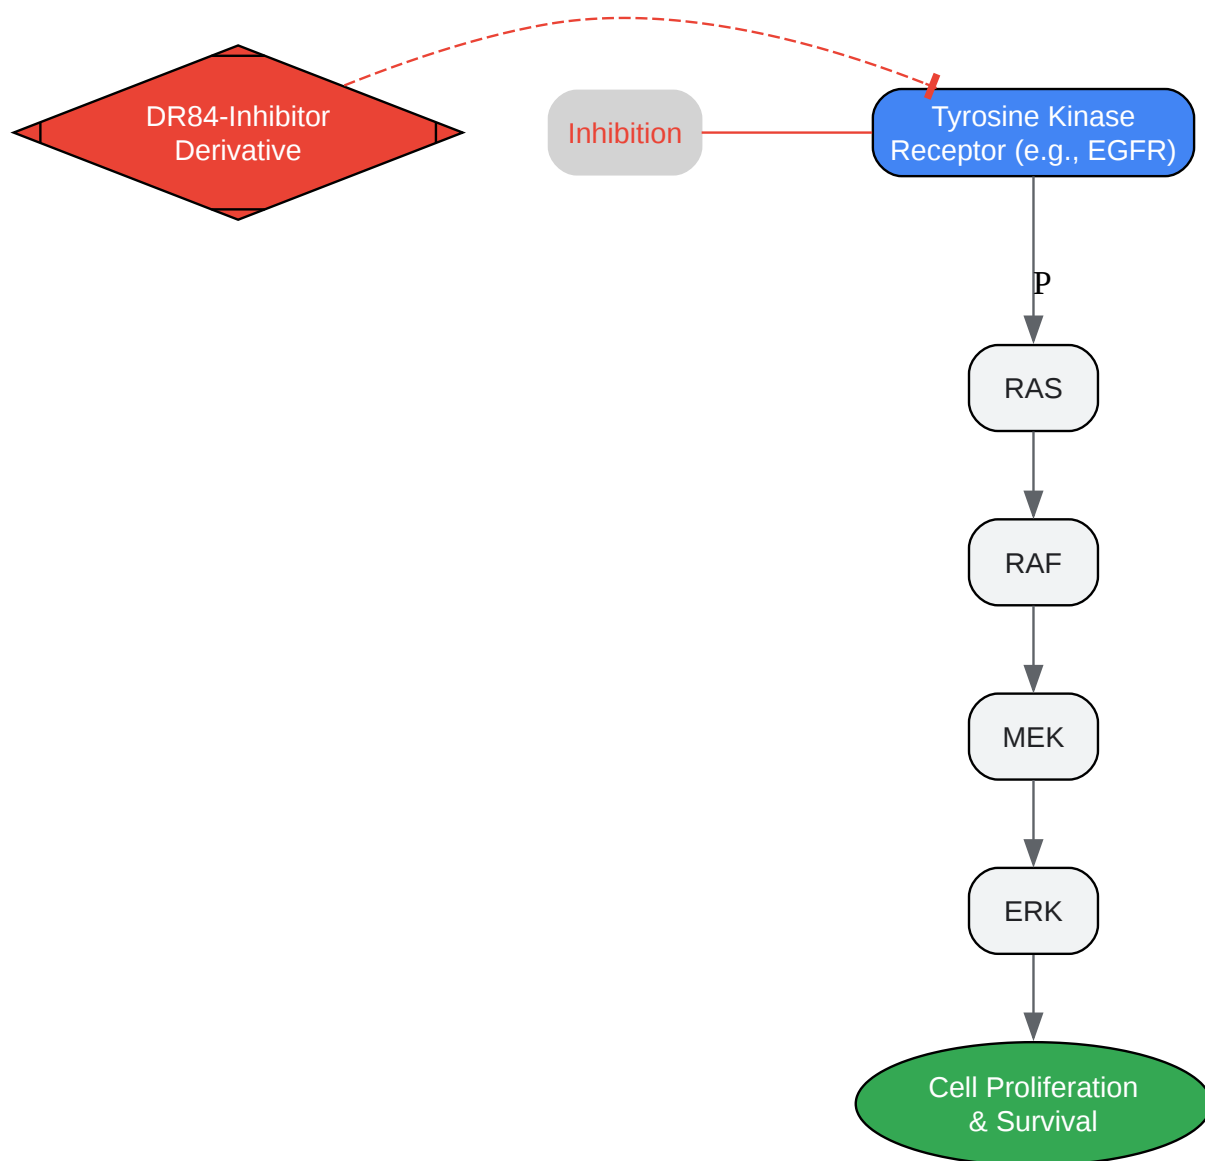 DR84-Inhibitor
Derivative
Inhibition
Tyrosine Kinase
Receptor (e.g., EGFR)
P
RAS
RAF
MEK
ERK
Cell Proliferation
& Survival